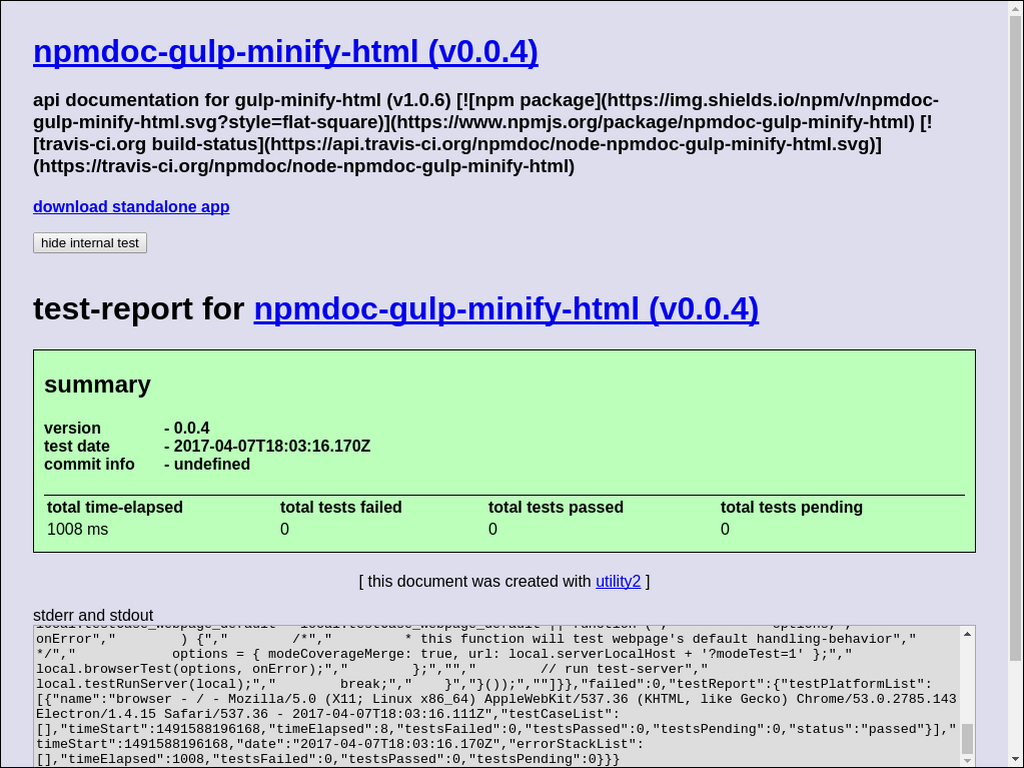 npmdoc-gulp-minify-html (v0.0.4)
api documentation for gulp-minify-html (v1.0.6) [![npm package](https://img.shields.io/npm/v/npmdoc-
gulp-minify-html.svg?style=flat-square)](https://www.npmjs.org/package/npmdoc-gulp-minify-html) [!
[travis-ci.org build-status](https://api.travis-ci.org/npmdoc/node-npmdoc-gulp-minify-html.svg)]
(https://travis-ci.org/npmdoc/node-npmdoc-gulp-minify-html)
download standalone app
hide internal test
test-report for npmdoc-gulp-minify-html (v0.0.4)
summary
version - 0.0.4
test date - 2017-04-07T18:03:16.170Z
commit info - undefined
total time-elapsed total tests failed total tests passed total tests pending
1008 ms 0 0 0
[ this document was created with utility2 ]
stderr and stdout
onError"," ) {"," /*"," * this function will test webpage's default handling-behavior","
*/"," options = { modeCoverageMerge: true, url: local.serverLocalHost + '?modeTest=1' };","
local.browserTest(options, onError);"," };",""," // run test-server","
local.testRunServer(local);"," break;"," }","}());",""]}},"failed":0,"testReport":{"testPlatformList":
[{"name":"browser - / - Mozilla/5.0 (X11; Linux x86_64) AppleWebKit/537.36 (KHTML, like Gecko) Chrome/53.0.2785.143
Electron/1.4.15 Safari/537.36 - 2017-04-07T18:03:16.111Z","testCaseList":
[],"timeStart":1491588196168,"timeElapsed":8,"testsFailed":0,"testsPassed":0,"testsPending":0,"status":"passed"}],"
timeStart":1491588196168,"date":"2017-04-07T18:03:16.170Z","errorStackList":
[],"timeElapsed":1008,"testsFailed":0,"testsPassed":0,"testsPending":0}}}